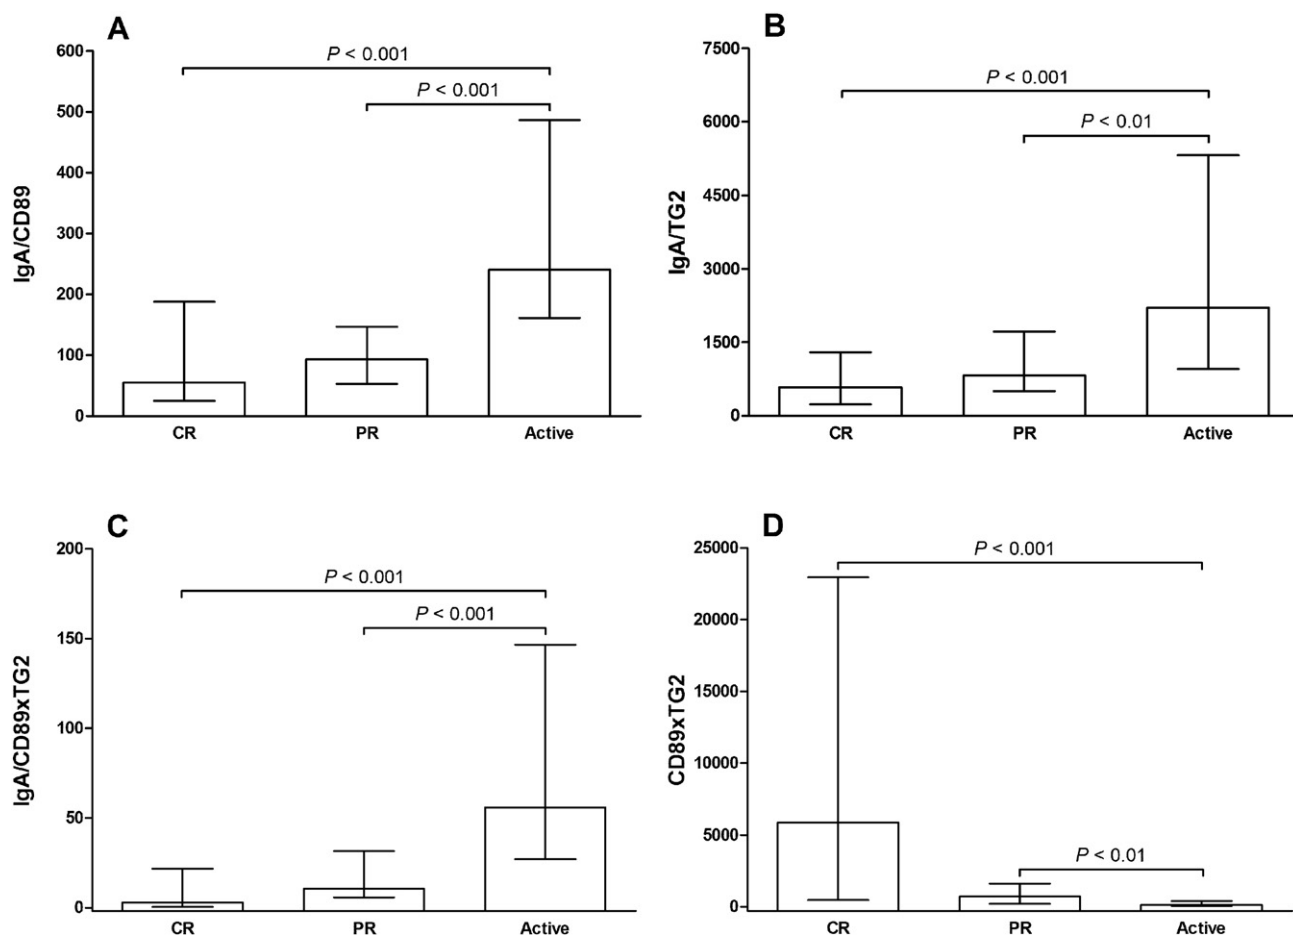 A
IgA/CD89
600
500
400
300
200
100
0
P < 0.001
P < 0.001
CR PR Active
B
IgA/TG2
7500
6000
4500
3000
1500
0
P < 0.001
P < 0.01
CR PR Active
C
IgA/CD89xTG2
200
150
100
50
0
P < 0.001
P < 0.001
CR PR Active
D
CD89xTG2
25000
20000
15000
10000
5000
0
P < 0.001
P < 0.01
CR PR Active